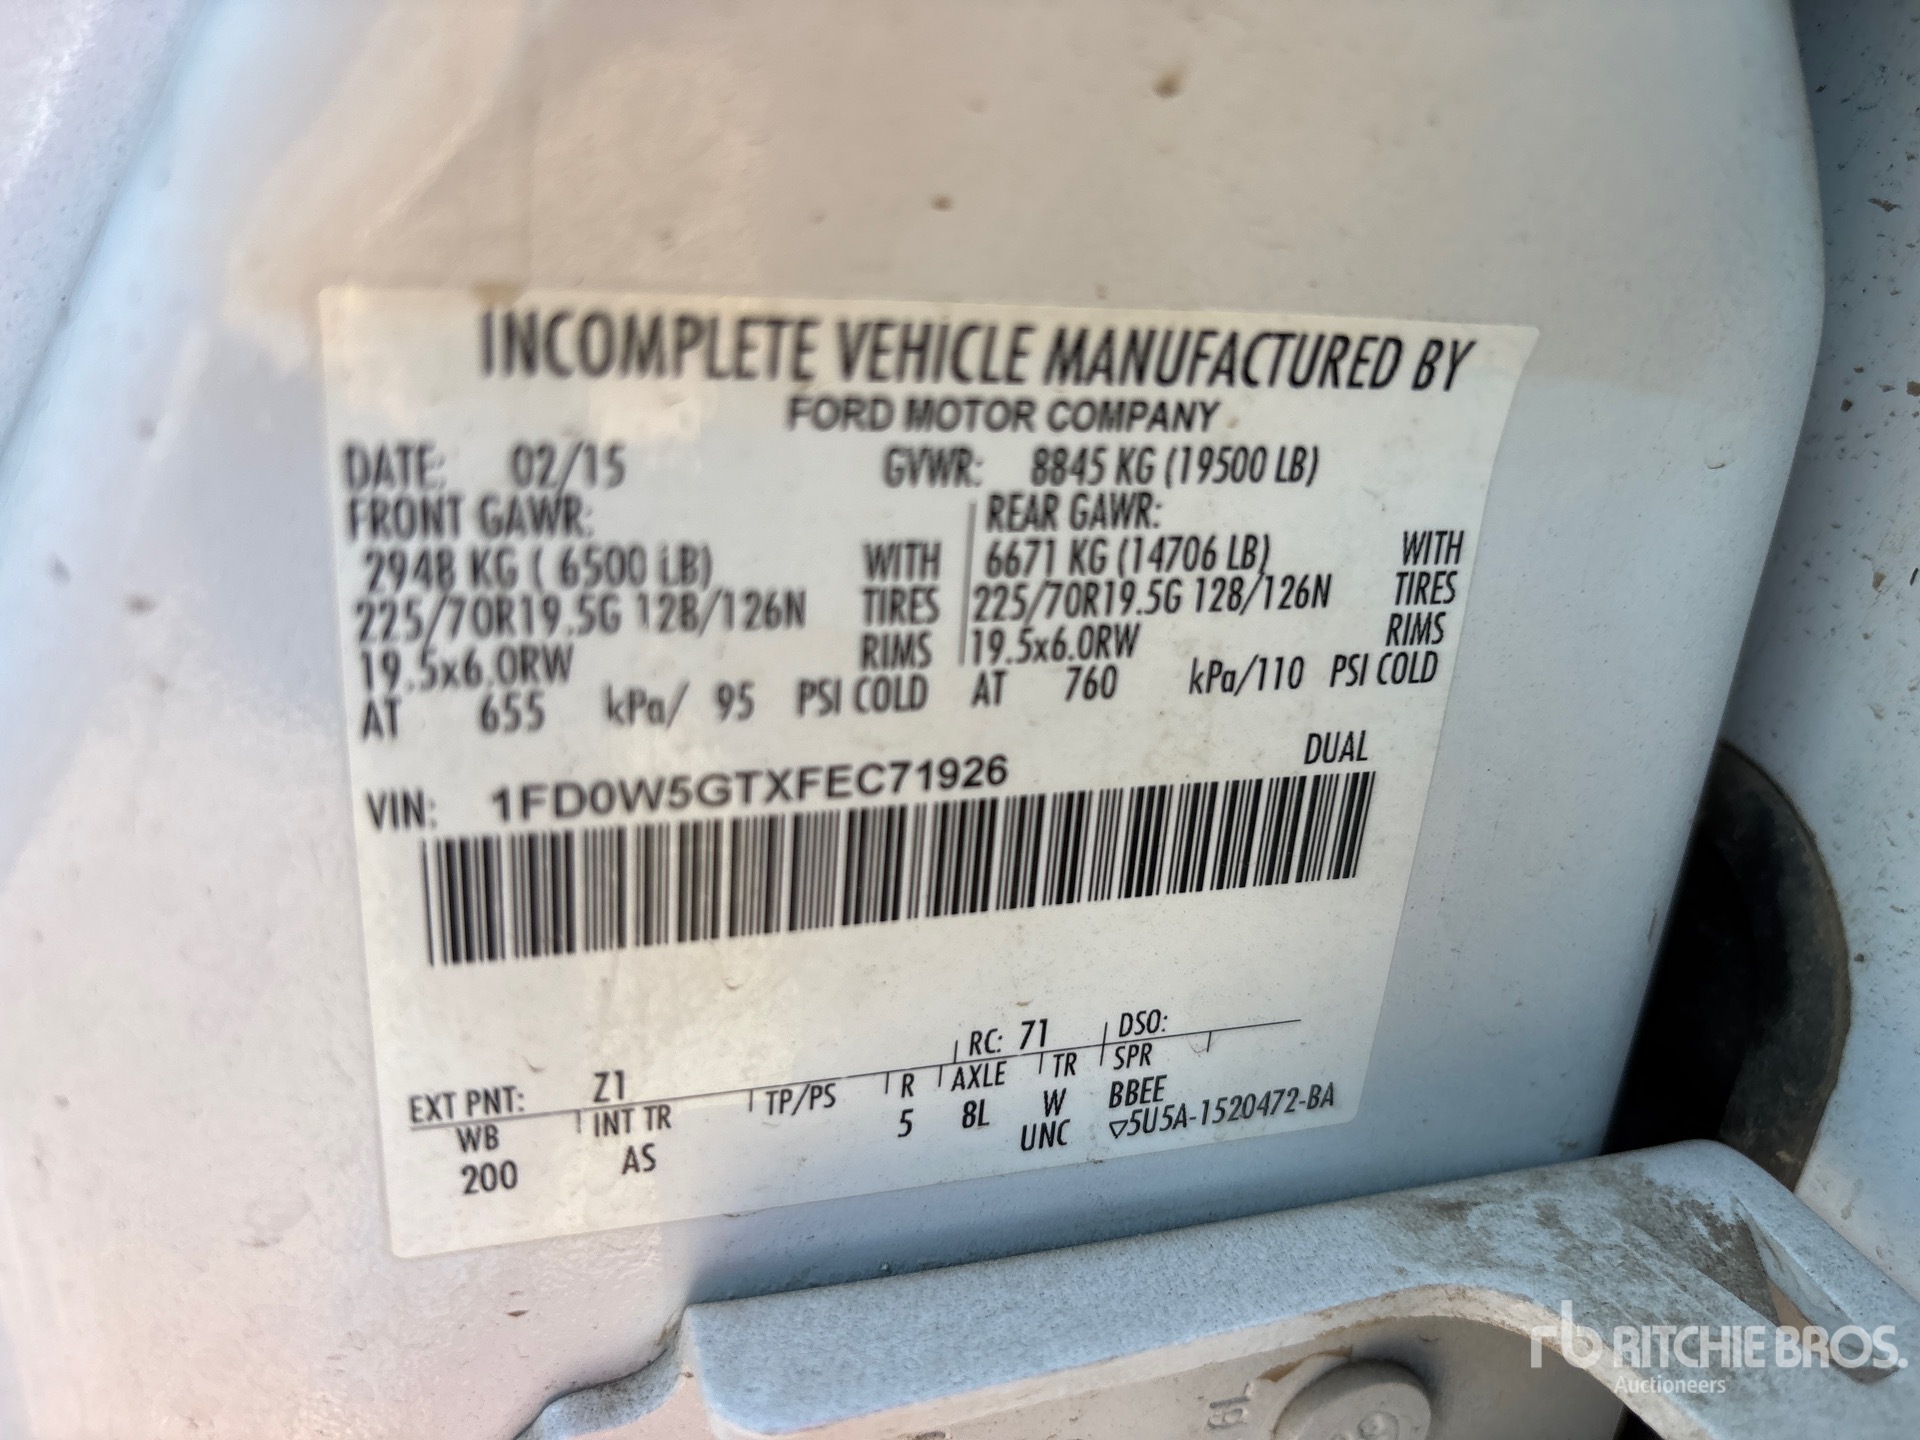 INCOMPLETE VEHICLE MANUFACTURED BY
FORD MOTOR COMPANY
DATE: 02/15 GVWR: 8845 KG (19500 LB)
FRONT GAWR: REAR GAWR:
2948 KG ( 6500 LB) WITH 6671 KG (14706 LB) WITH
225/70R19.5G 128/126N TIRES 225/70R19.5G 128/126N TIRES
19.5x6.0RW RIMS 19.5x6.0RW RIMS
AT 655 kPa/ 95 PSI COLD AT 760 kPa/110 PSI COLD
DUAL
VIN: 1FD0W5GTXFEC71926
RC: 71 DSO:
EXT PNT: Z1
WB INT TR TP/PS R AXLE TR SPR
200 AS 5 8L W BBEE
UNC ▽5U5A-1520472-BA
rb RITCHIE BROS.
Auctioneers